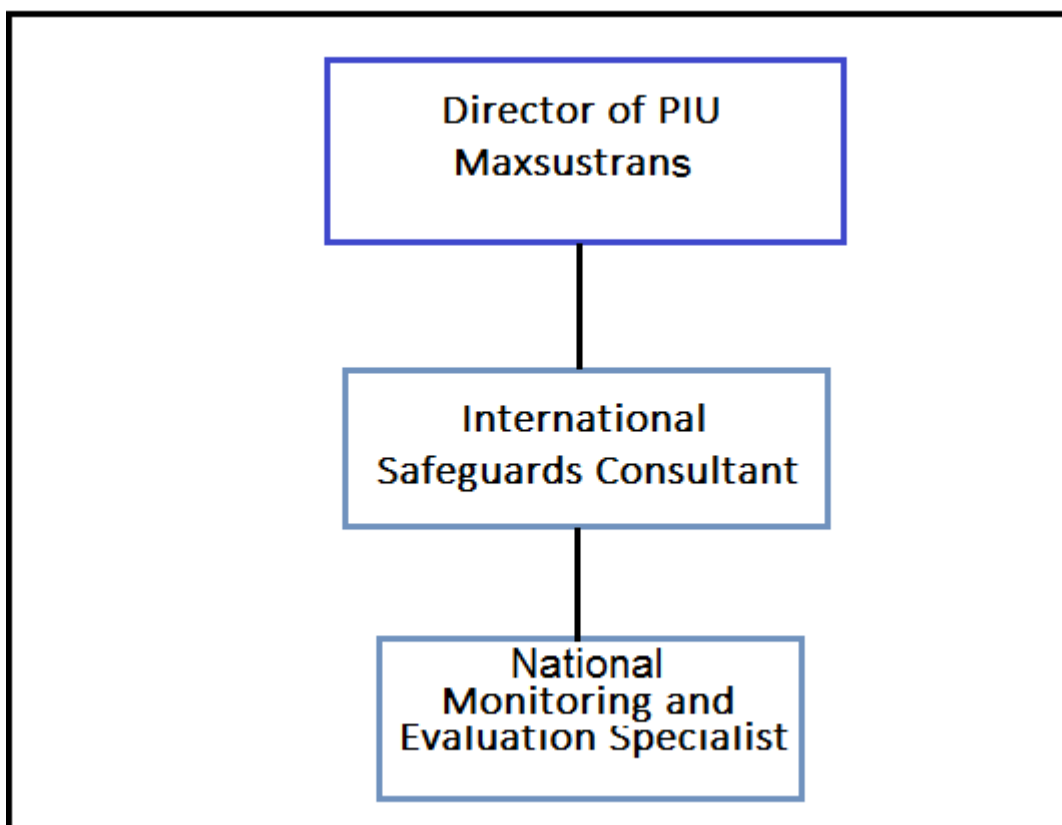 Director of PIU
Maxsustrans
International
Safeguards Consultant
National
Monitoring and
Evaluation Specialist